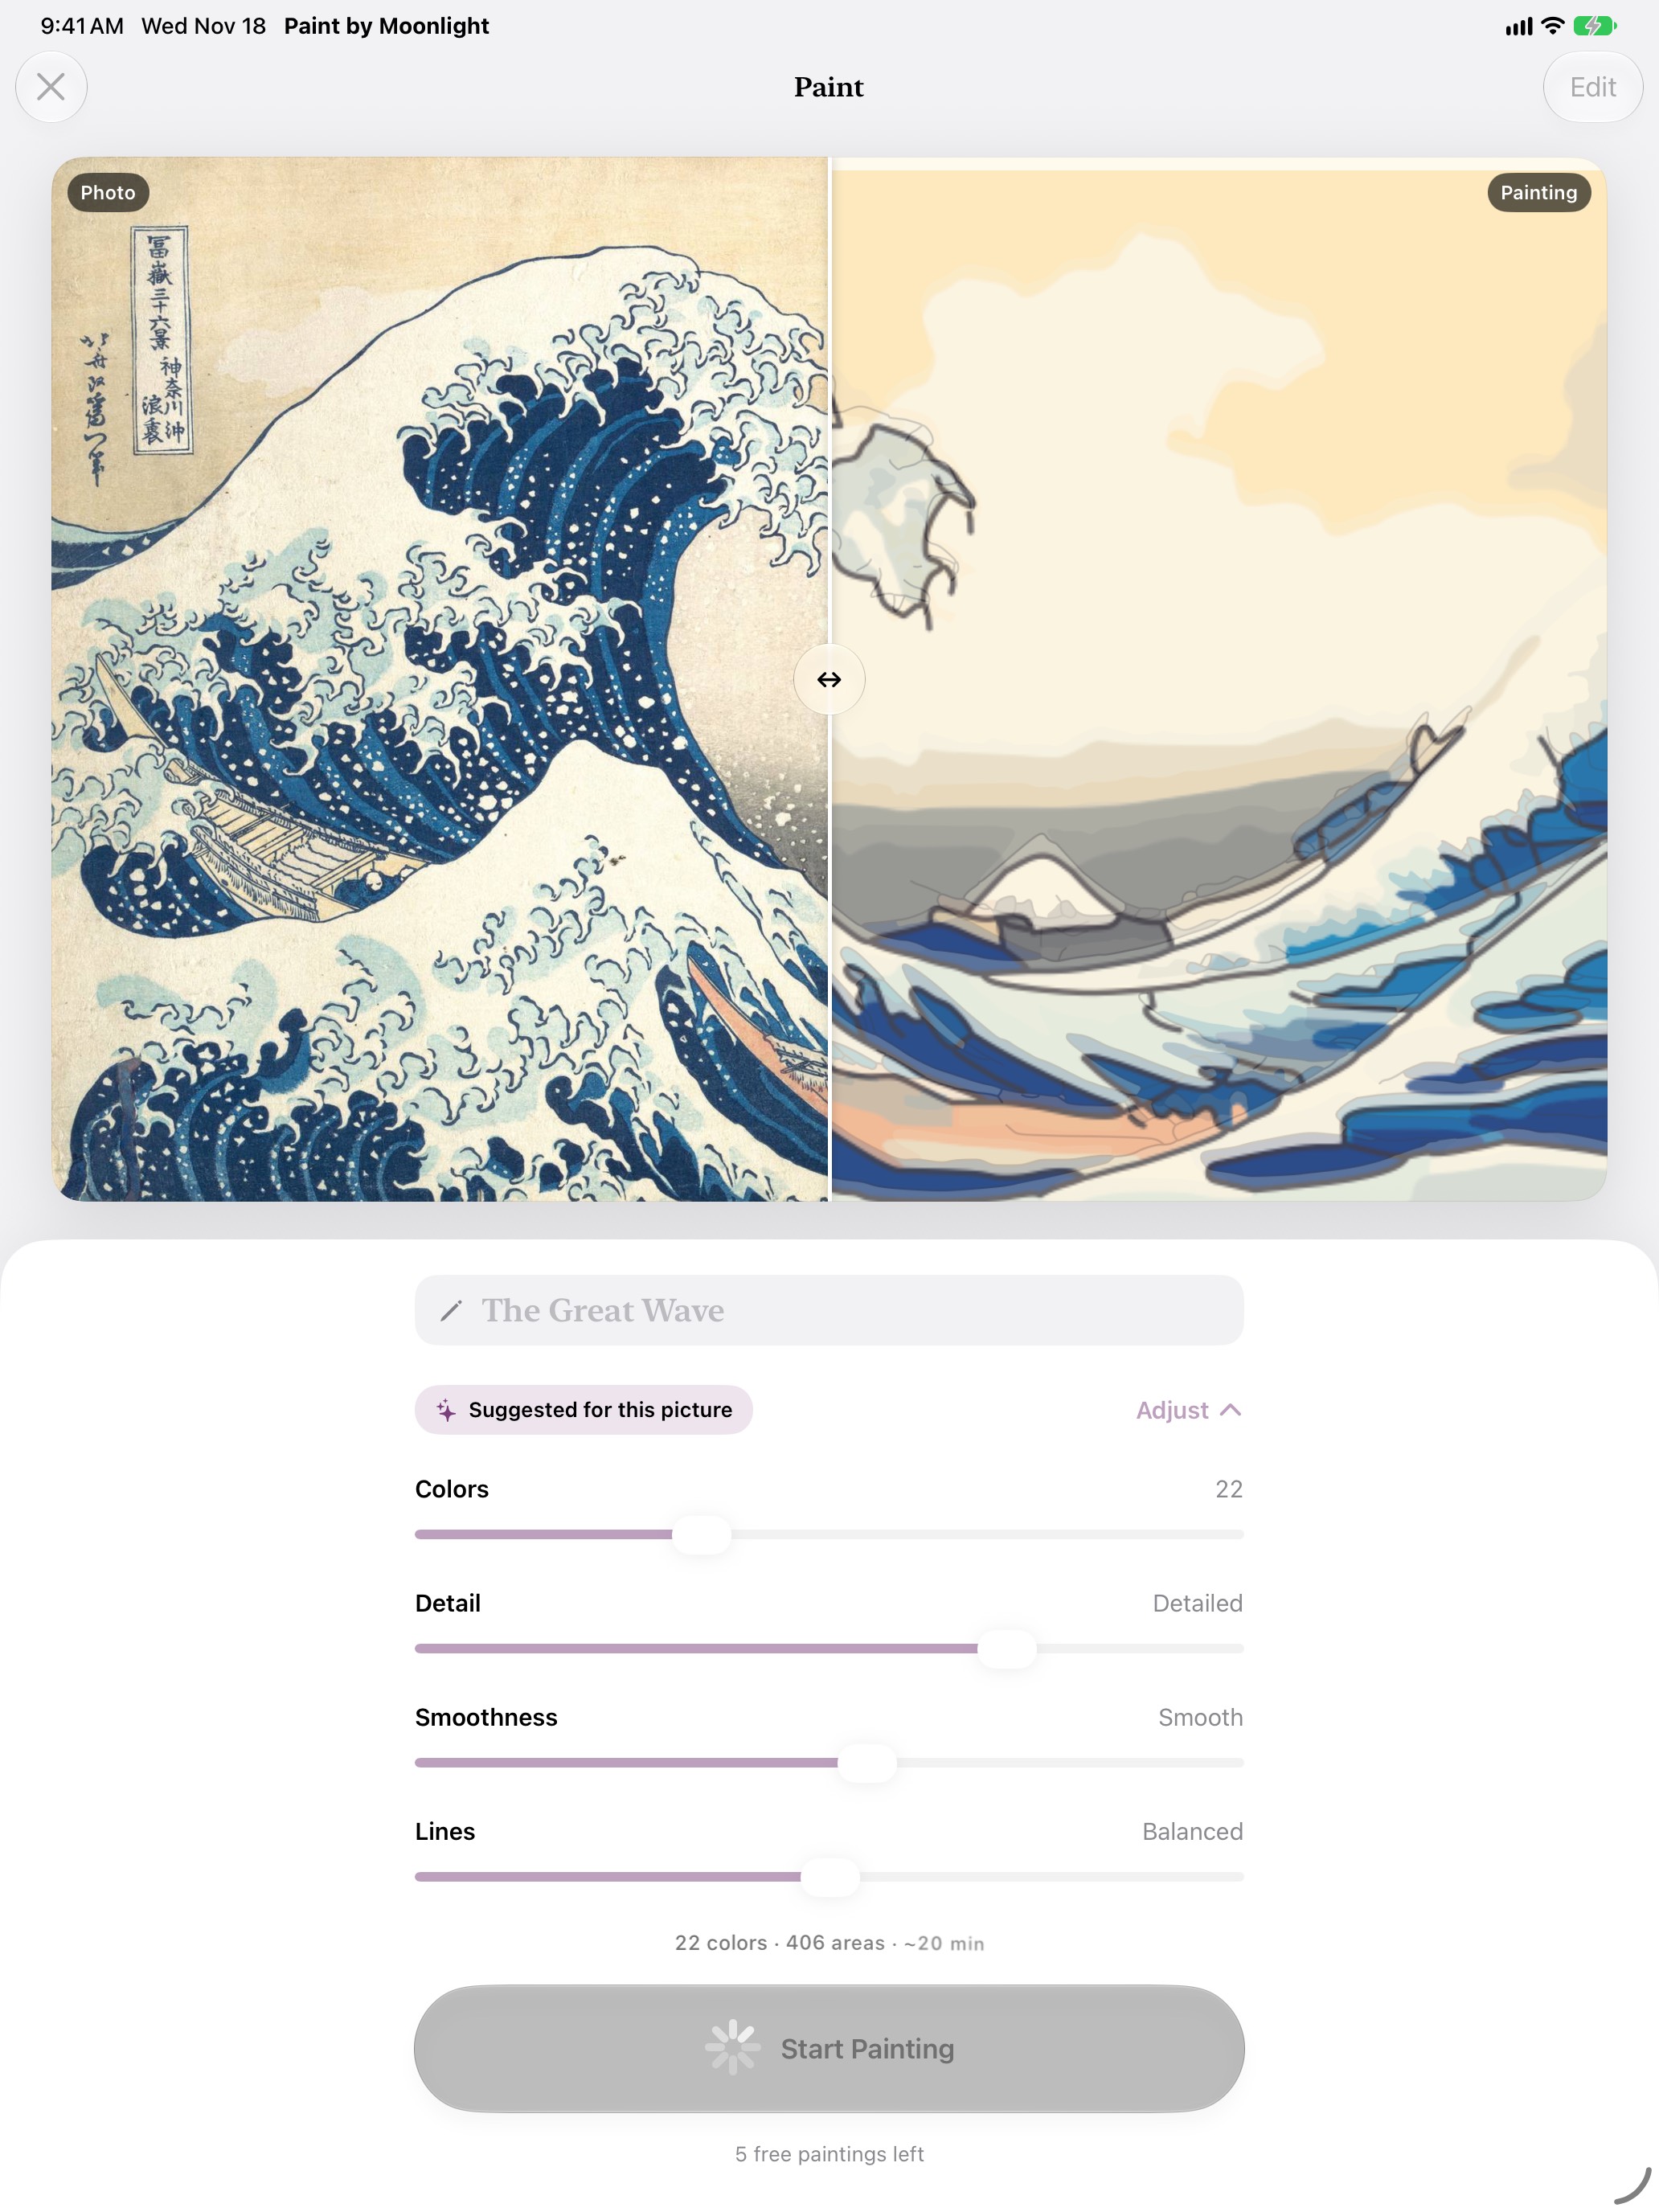 9:41 AM Wed Nov 18 Paint by Moonlight
Paint
Edit
Photo
Painting
冨嶽三十六景
神奈川沖
浪裏
The Great Wave
Suggested for this picture
Adjust
Colors
22
Detail
Detailed
Smoothness
Smooth
Lines
Balanced
22 colors · 406 areas · ~20 min
Start Painting
5 free paintings left